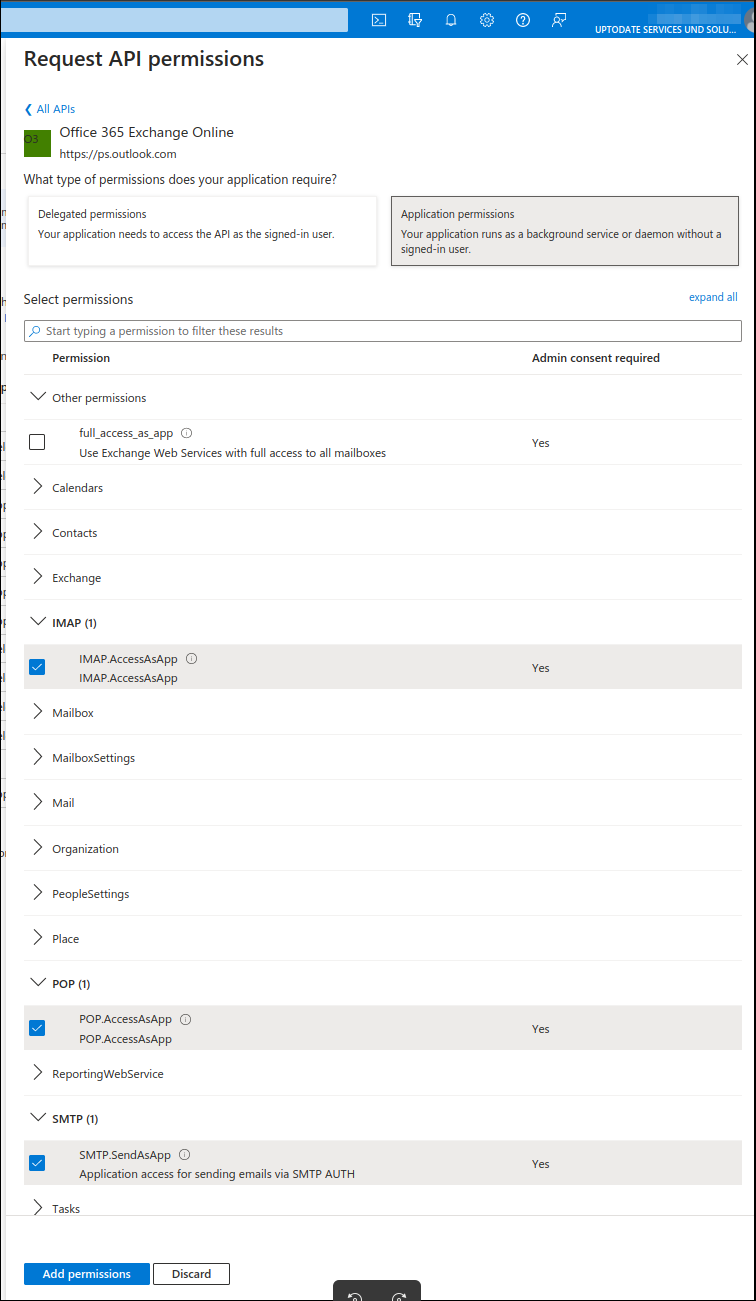 UPTODATE SERVICES UND SOLU...
Request API permissions
All APIs
O3
Office 365 Exchange Online
https://ps.outlook.com
What type of permissions does your application require?
Delegated permissions
Your application needs to access the API as the signed-in user.
Application permissions
Your application runs as a background service or daemon without a
signed-in user.
Select permissions
expand all
Start typing a permission to filter these results
Permission
Admin consent required
Other permissions
full_access_as_app
Use Exchange Web Services with full access to all mailboxes
Yes
Calendars
Contacts
Exchange
IMAP (1)
IMAP.AccessAsApp
IMAP.AccessAsApp
Yes
Mailbox
MailboxSettings
Mail
Organization
PeopleSettings
Place
POP (1)
POP.AccessAsApp
POP.AccessAsApp
Yes
ReportingWebService
SMTP (1)
SMTP.SendAsApp
Application access for sending emails via SMTP AUTH
Yes
Tasks
Add permissions
Discard